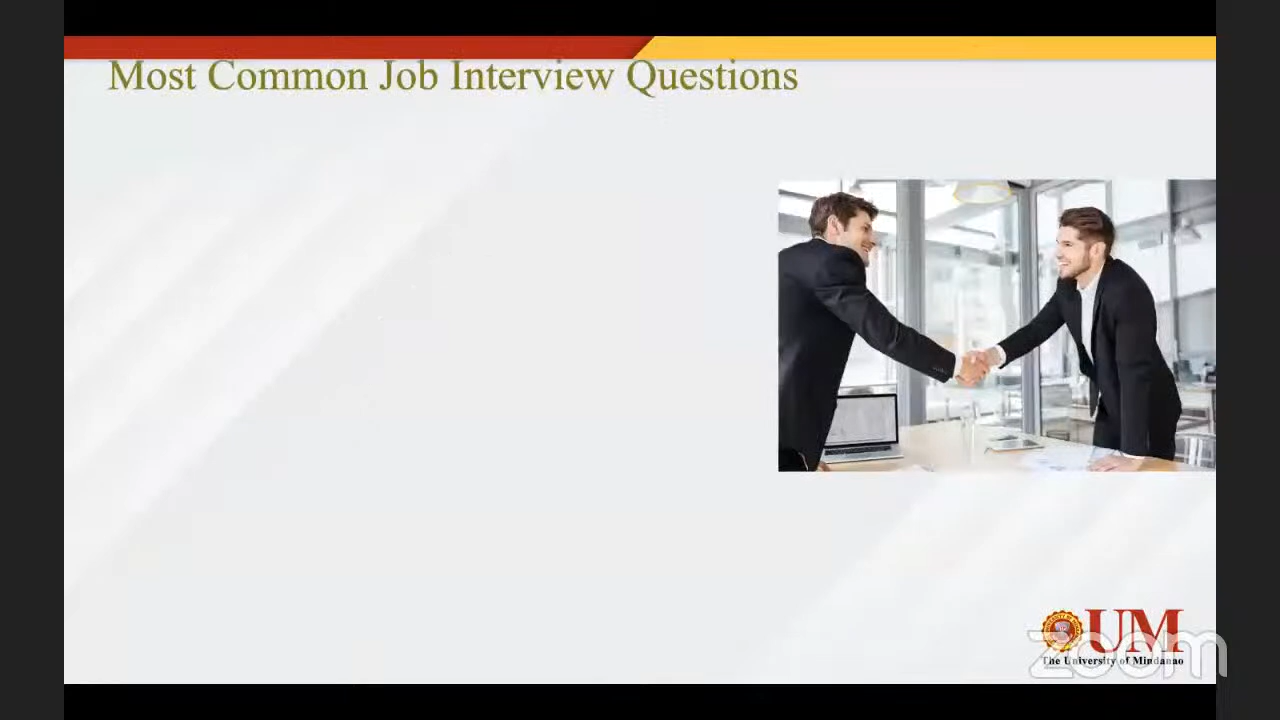 Most Common Job Interview Questions
UM
zoom
The University of Mindanao